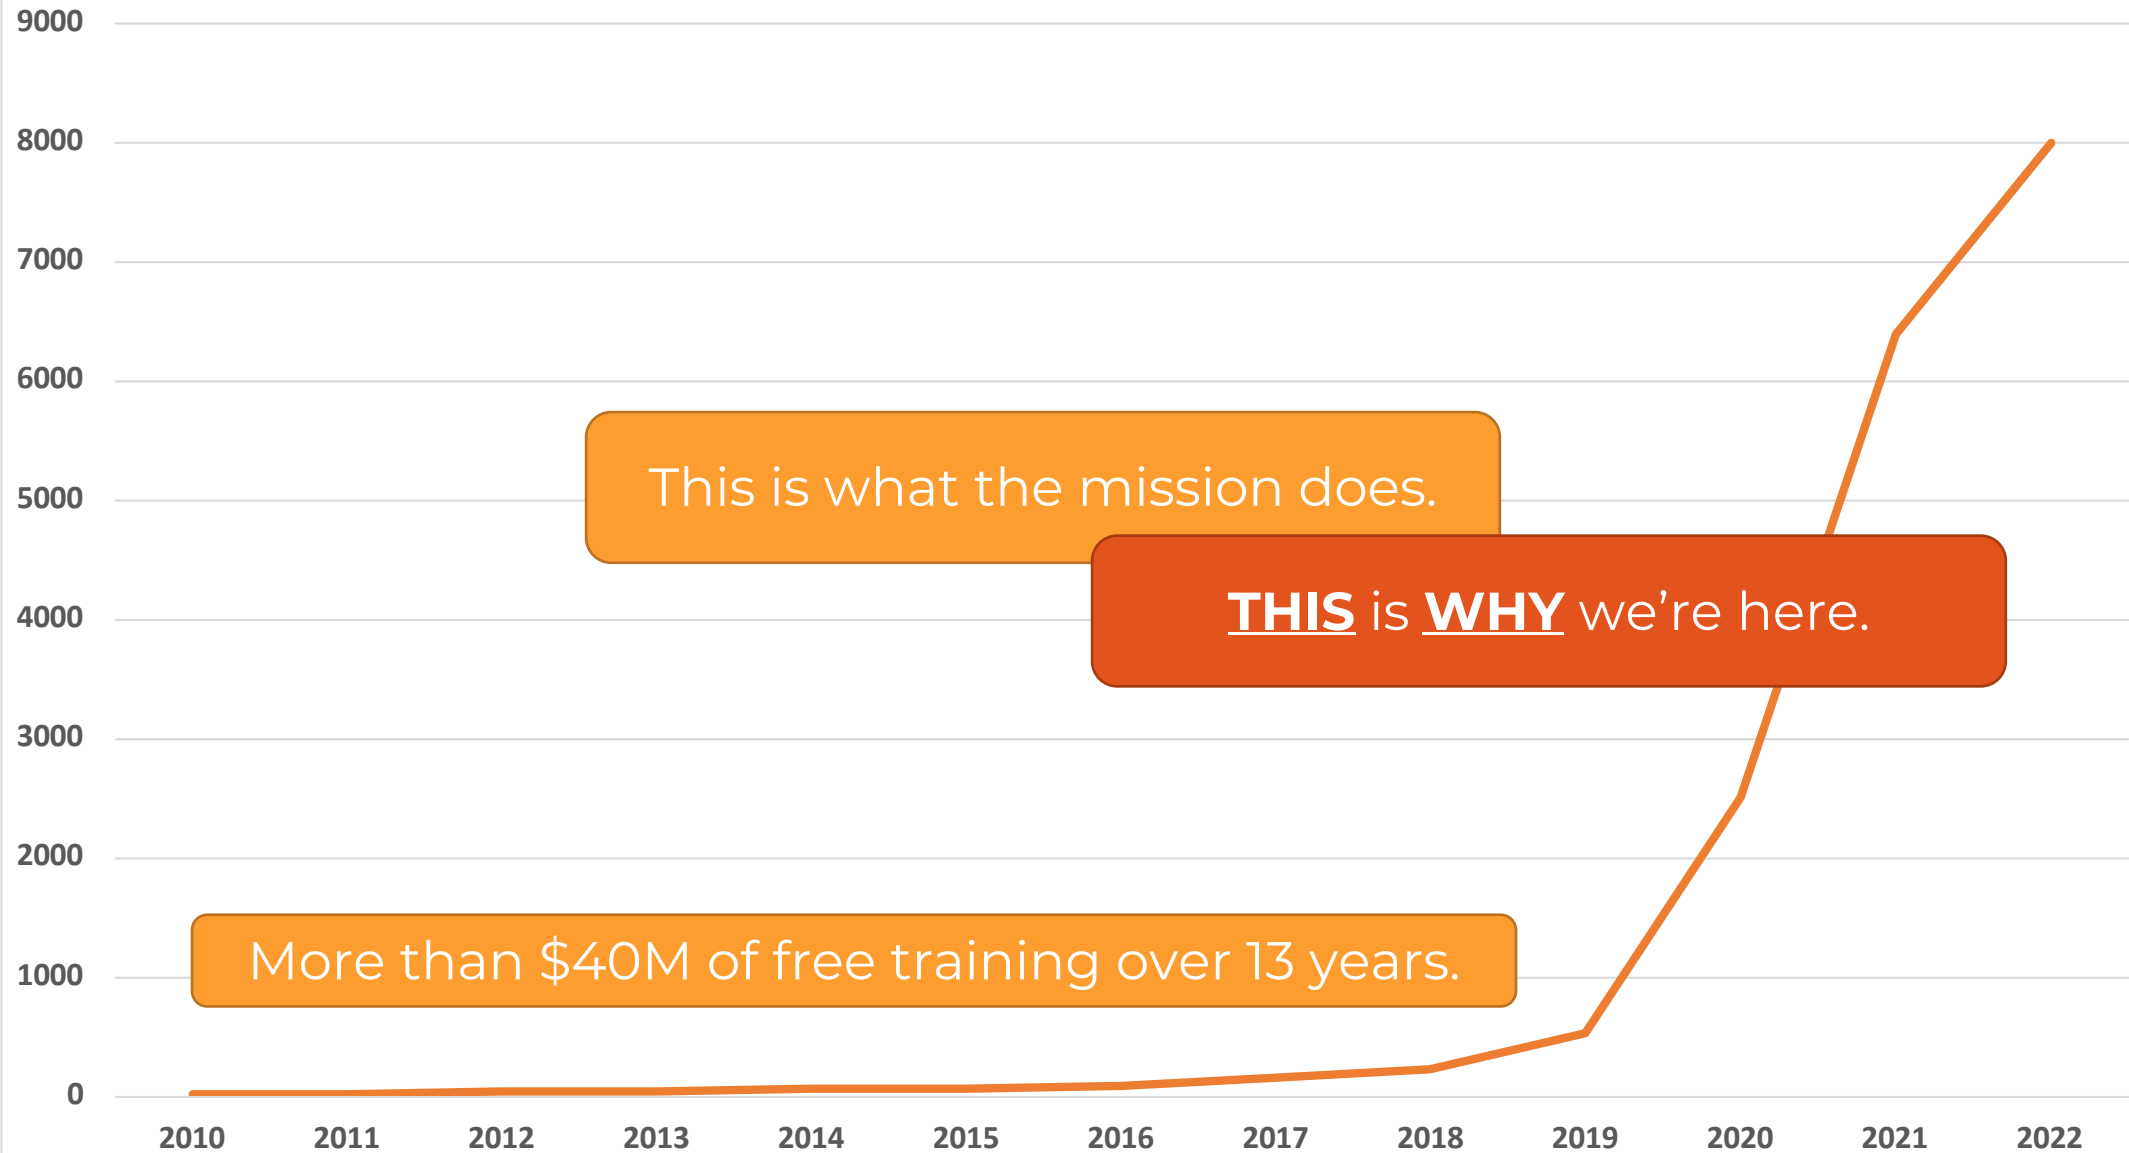 9000
8000
7000
6000
5000
4000
3000
2000
1000
0
This is what the mission does.
THIS is WHY we’re here.
More than $40M of free training over 13 years.
2010 2011 2012 2013 2014 2015 2016 2017 2018 2019 2020 2021 2022